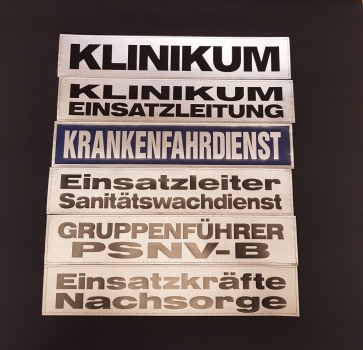 KLINIKUM
KLINIKUM
EINSATZLEITUNG
KRANKENFAHRDIENST
Einsatzleiter
Sanitätswachdienst
GRUPPENFÜHRER
PSNV-B
Einsatzkräfte
Nachsorge